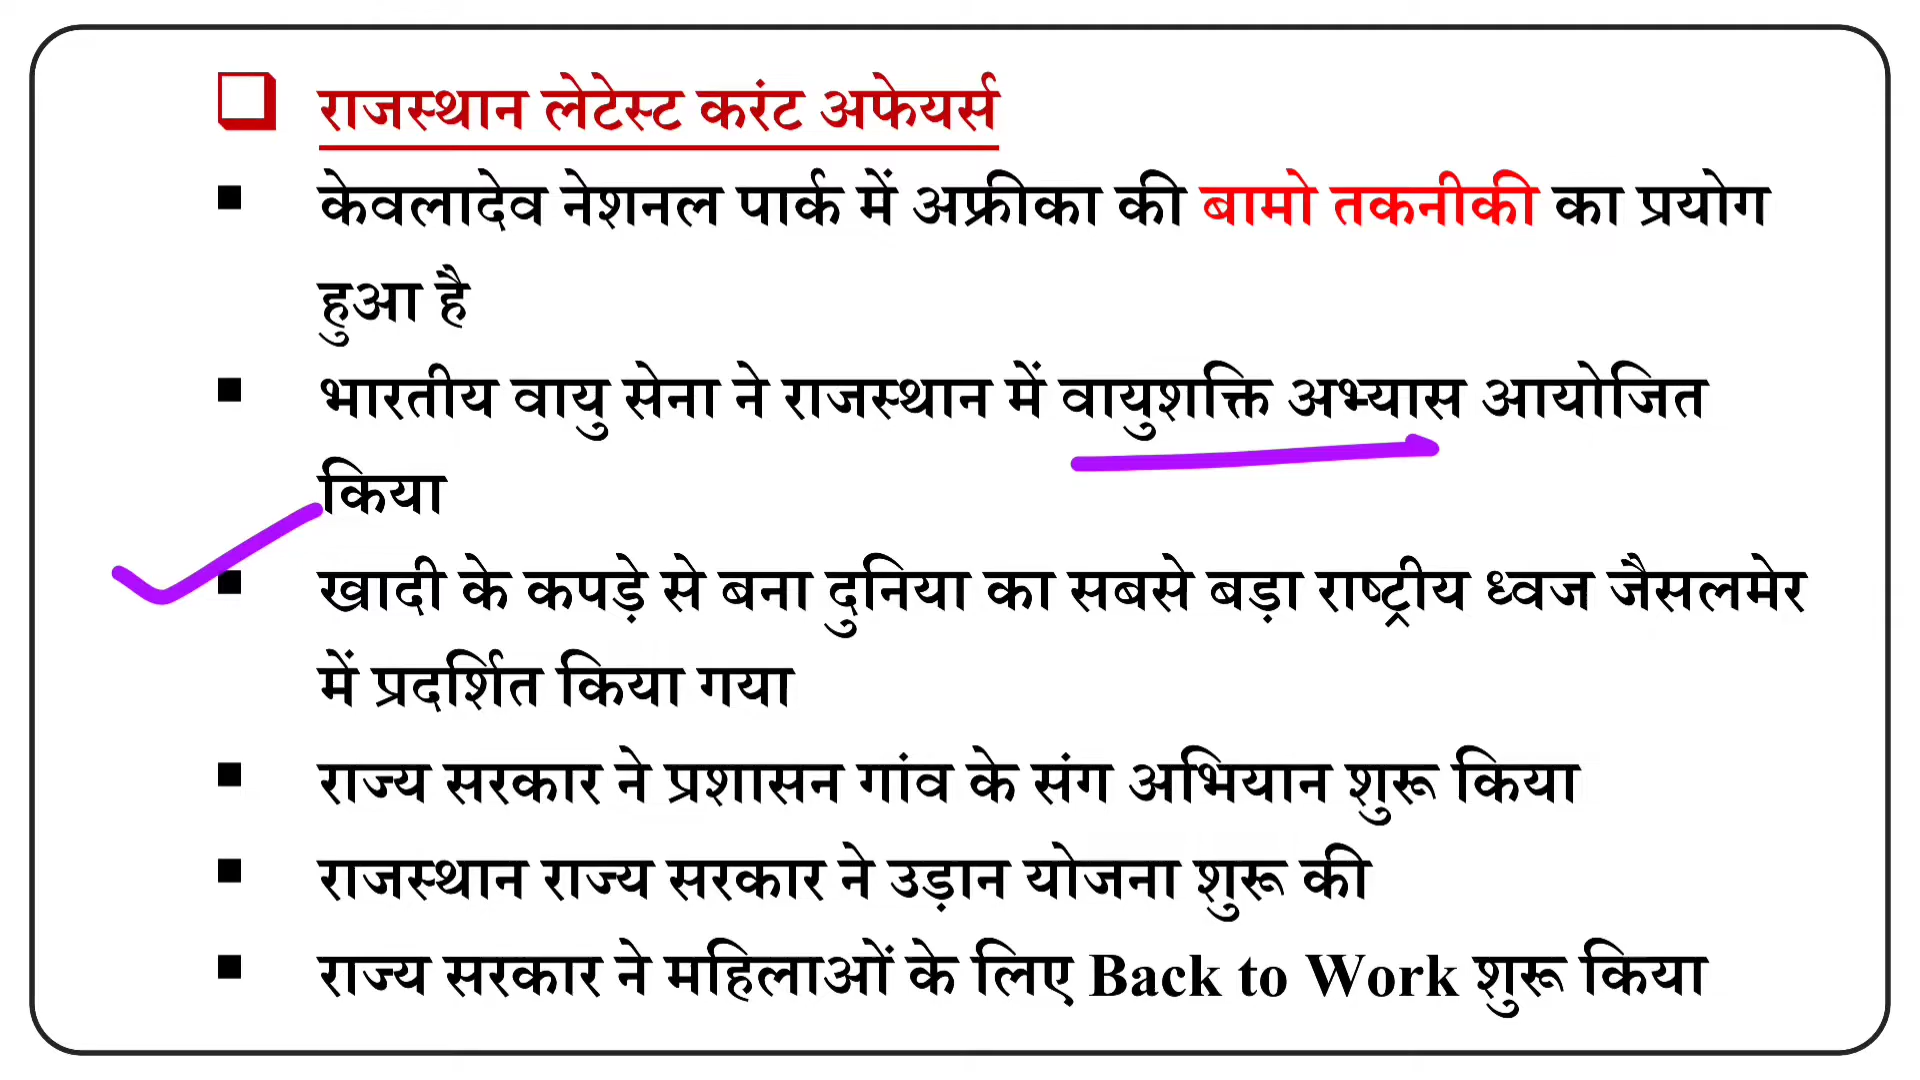 राजस्थान लेटेस्ट करंट अफेयर्स
केवलादेव नेशनल पार्क में अफ्रीका की बामो तकनीकी का प्रयोग
हुआ है
भारतीय वायु सेना ने राजस्थान में वायुशक्ति अभ्यास आयोजित
किया
खादी के कपड़े से बना दुनिया का सबसे बड़ा राष्ट्रीय ध्वज जैसलमेर
में प्रदर्शित किया गया
राज्य सरकार ने प्रशासन गांव के संग अभियान शुरू किया
राजस्थान राज्य सरकार ने उड़ान योजना शुरू की
राज्य सरकार ने महिलाओं के लिए Back to Work शुरू किया